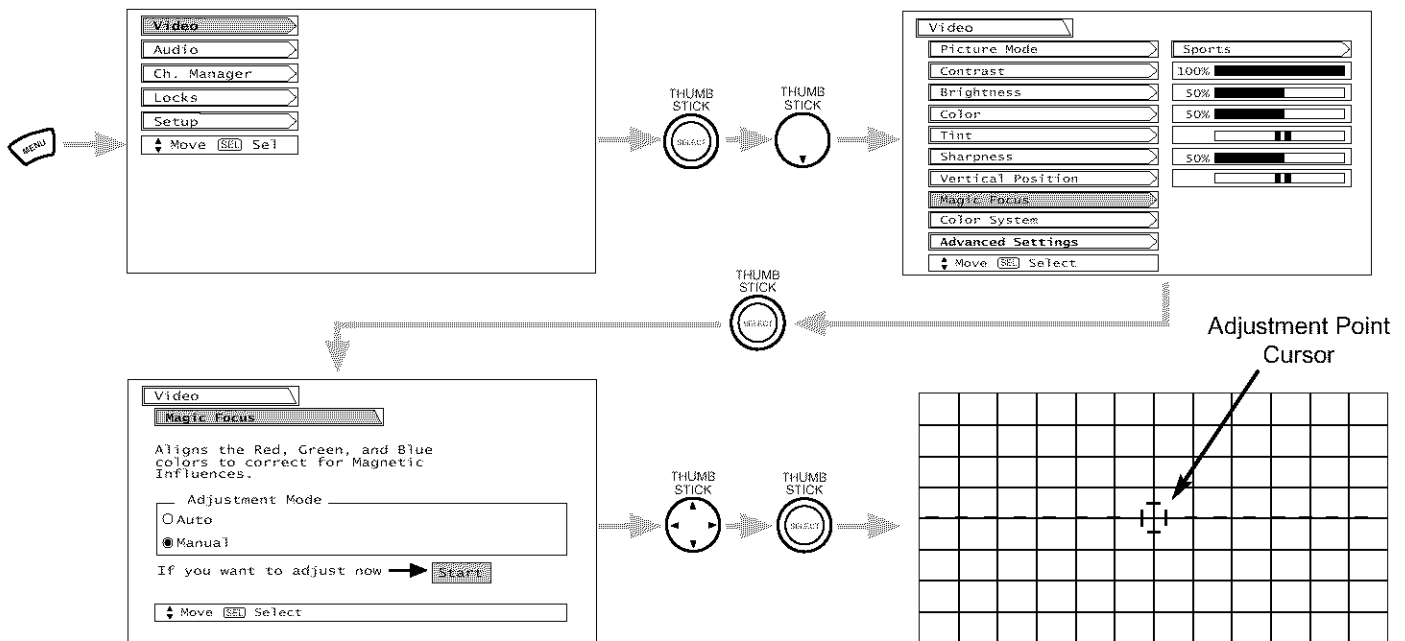 Video
Audio
Ch. Manager
Locks
Setup
Move SEL Sel
MENU
THUMB
STICK
SELECT
THUMB
STICK
Video
Picture Mode
Sports
Contrast
100%
Brightness
50%
Color
50%
Tint
Sharpness
50%
Vertical Position
Magic Focus
Color System
Advanced Settings
Move SEL Select
THUMB
STICK
SELECT
Adjustment Point
Cursor
Video
Magic Focus
Aligns the Red, Green, and Blue
colors to correct for Magnetic
Influences.
Adjustment Mode
Auto
Manual
If you want to adjust now Start
Move SEL Select
THUMB
STICK
THUMB
STICK
SELECT